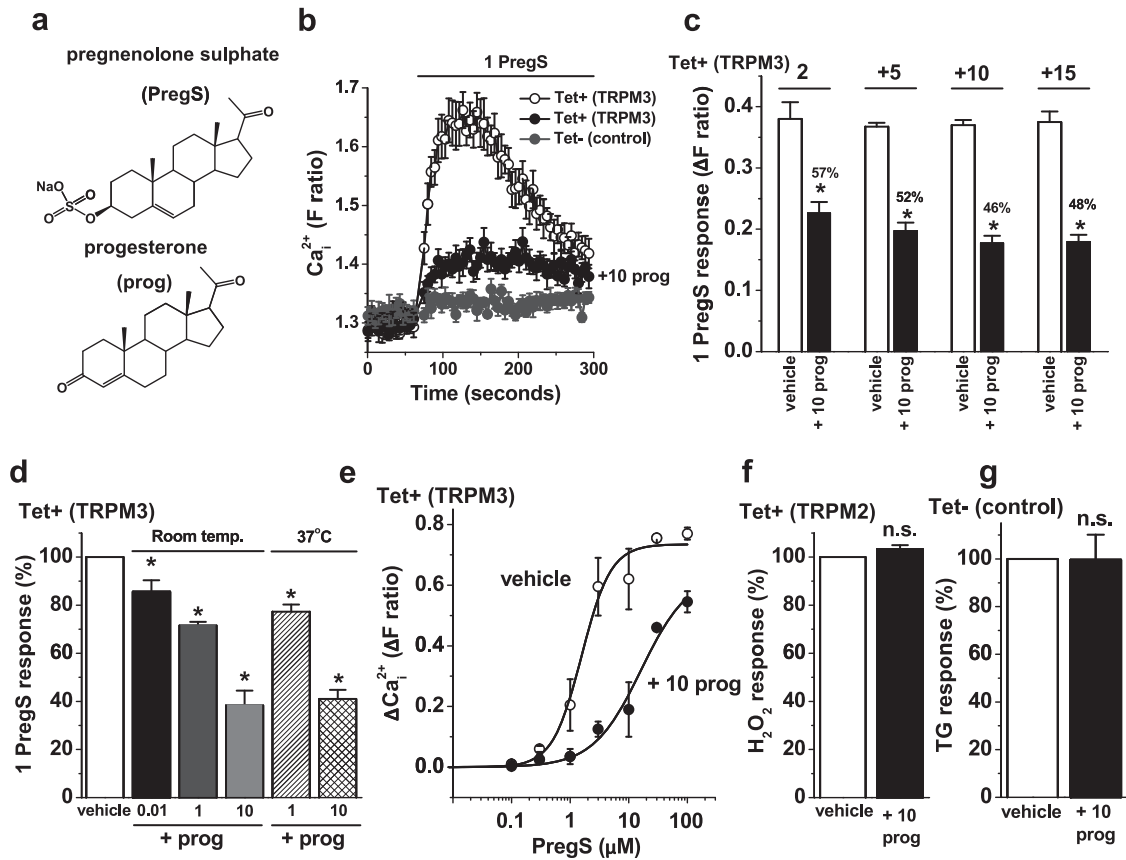 a
pregnenolone sulphate
(PregS)
O
NaO
O
S
O
O
progesterone
(prog)
O
O
b
1 PregS
Tet+ (TRPM3)
Tet+ (TRPM3)
Tet- (control)
+10 prog
1.7
1.6
1.5
1.4
1.3
Ca²⁺ᵢ (F ratio)
0 100 200 300
Time (seconds)
c
Tet+ (TRPM3)
2 +5 +10 +15
0.4
0.3
0.2
0.1
0.0
1 PregS response (ΔF ratio)
57%
*
52%
*
46%
*
48%
*
vehicle
+ 10 prog
vehicle
+ 10 prog
vehicle
+ 10 prog
vehicle
+ 10 prog
d
Tet+ (TRPM3)
Room temp. 37°C
100
80
60
40
20
0
1 PregS response (%)
* * * * *
vehicle 0.01 1 10 1 10
+ prog + prog
e
Tet+ (TRPM3)
0.8
0.6
0.4
0.2
0.0
ΔCa²⁺ᵢ (ΔF ratio)
vehicle
+ 10 prog
0.1 1 10 100
PregS (μM)
f
Tet+ (TRPM2)
n.s.
100
80
60
40
20
0
H₂O₂ response (%)
vehicle + 10
prog
g
Tet- (control)
n.s.
100
80
60
40
20
0
TG response (%)
vehicle + 10
prog